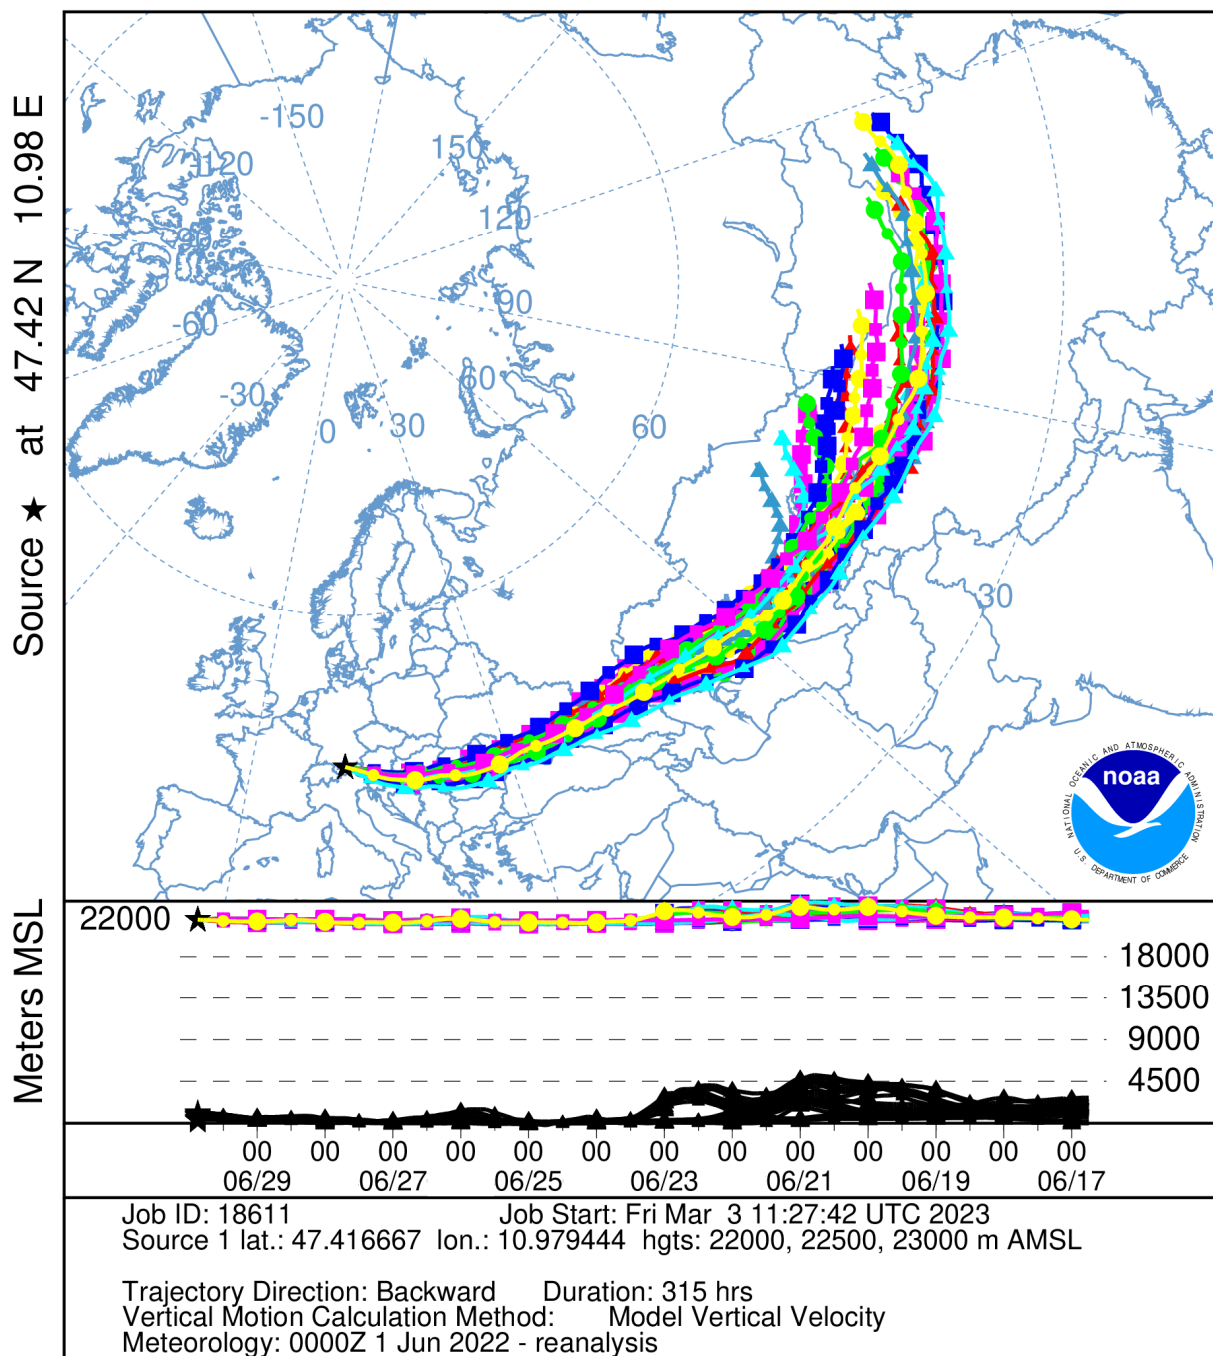 Source ★ at 47.42 N 10.98 E
-150
150
-120
120
-90
90
-60
60
-30
0
30
60
30
NATIONAL OCEANIC AND ATMOSPHERIC ADMINISTRATION
noaa
U.S. DEPARTMENT OF COMMERCE
Meters MSL
22000
18000
13500
9000
4500
00 00 00 00 00 00 00 00 00 00 00 00 00
06/29 06/27 06/25 06/23 06/21 06/19 06/17
Job ID: 18611 Job Start: Fri Mar 3 11:27:42 UTC 2023
Source 1 lat.: 47.416667 lon.: 10.979444 hgts: 22000, 22500, 23000 m AMSL
Trajectory Direction: Backward Duration: 315 hrs
Vertical Motion Calculation Method: Model Vertical Velocity
Meteorology: 0000Z 1 Jun 2022 - reanalysis